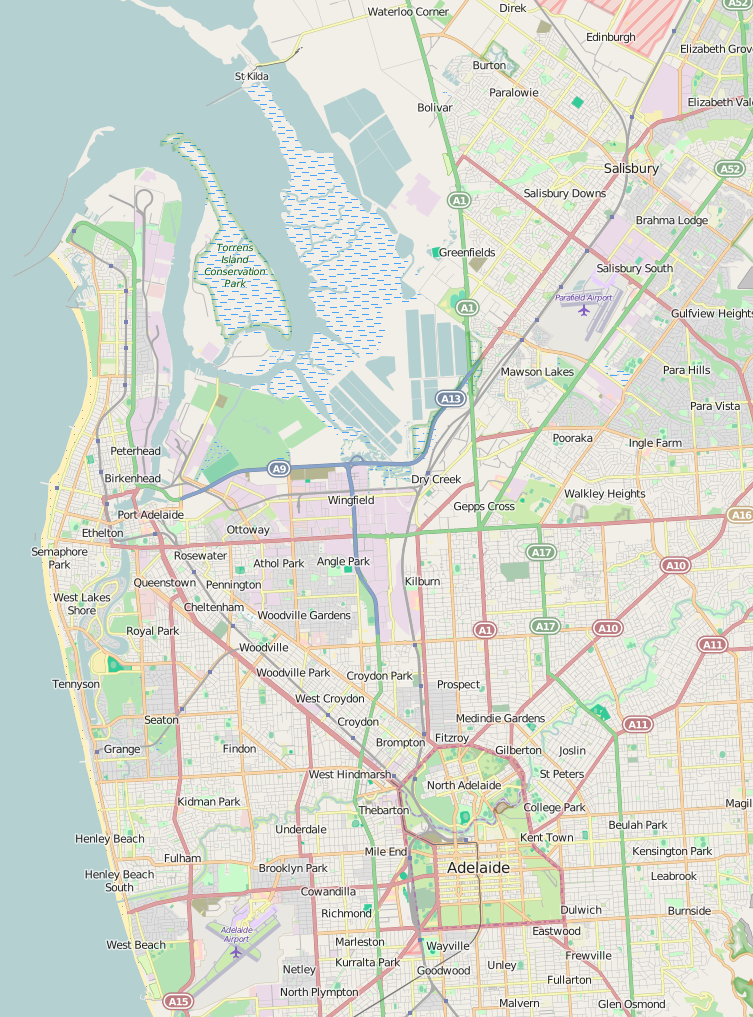 A52
Direk
Waterloo Corner
Edinburgh
Elizabeth Grov
Burton
St Kilda
Paralowie
Elizabeth Val
Bolivar
Salisbury
A52
Salisbury Downs
A1
Brahma Lodge
Torrens
Island
Conservation
Park
Greenfields
Salisbury South
Parafield Airport
A1
Gulfview Heights
Mawson Lakes
Para Hills
A13
Para Vista
Pooraka
Ingle Farm
Peterhead
A9
Birkenhead
Dry Creek
Walkley Heights
Wingfield
Gepps Cross
Port Adelaide
A16
Ottoway
Ethelton
Semaphore
Park
Rosewater
A17
Athol Park
Angle Park
A10
Queenstown
Pennington
Kilburn
West Lakes
Shore
Cheltenham
Woodville Gardens
Royal Park
A1
A17
A10
A11
Woodville
Woodville Park
Croydon Park
Tennyson
Prospect
West Croydon
Seaton
Croydon
Medindie Gardens
A11
Grange
Findon
Brompton
Fitzroy
Gilberton
Joslin
West Hindmarsh
St Peters
North Adelaide
Kidman Park
Thebarton
College Park
Magil
Underdale
Beulah Park
Henley Beach
Kent Town
Fulham
Mile End
Kensington Park
Brooklyn Park
Adelaide
Henley Beach
South
Leabrook
Cowandilla
Richmond
Dulwich
Burnside
Adelaide
Airport
Eastwood
West Beach
Marleston
Wayville
Frewville
Kurralta Park
Unley
Netley
Goodwood
Fullarton
North Plympton
A15
Malvern
Glen Osmond